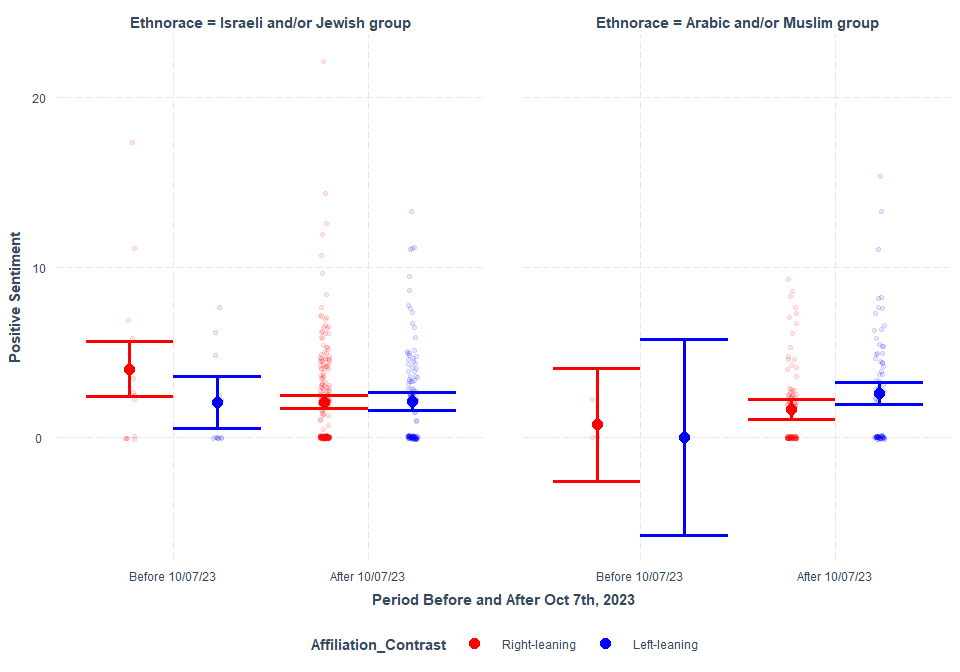 Ethnorace = Israeli and/or Jewish group
Ethnorace = Arabic and/or Muslim group
Positive Sentiment
20
10
0
Before 10/07/23
After 10/07/23
Before 10/07/23
After 10/07/23
Period Before and After Oct 7th, 2023
Affiliation_Contrast
Right-leaning
Left-leaning